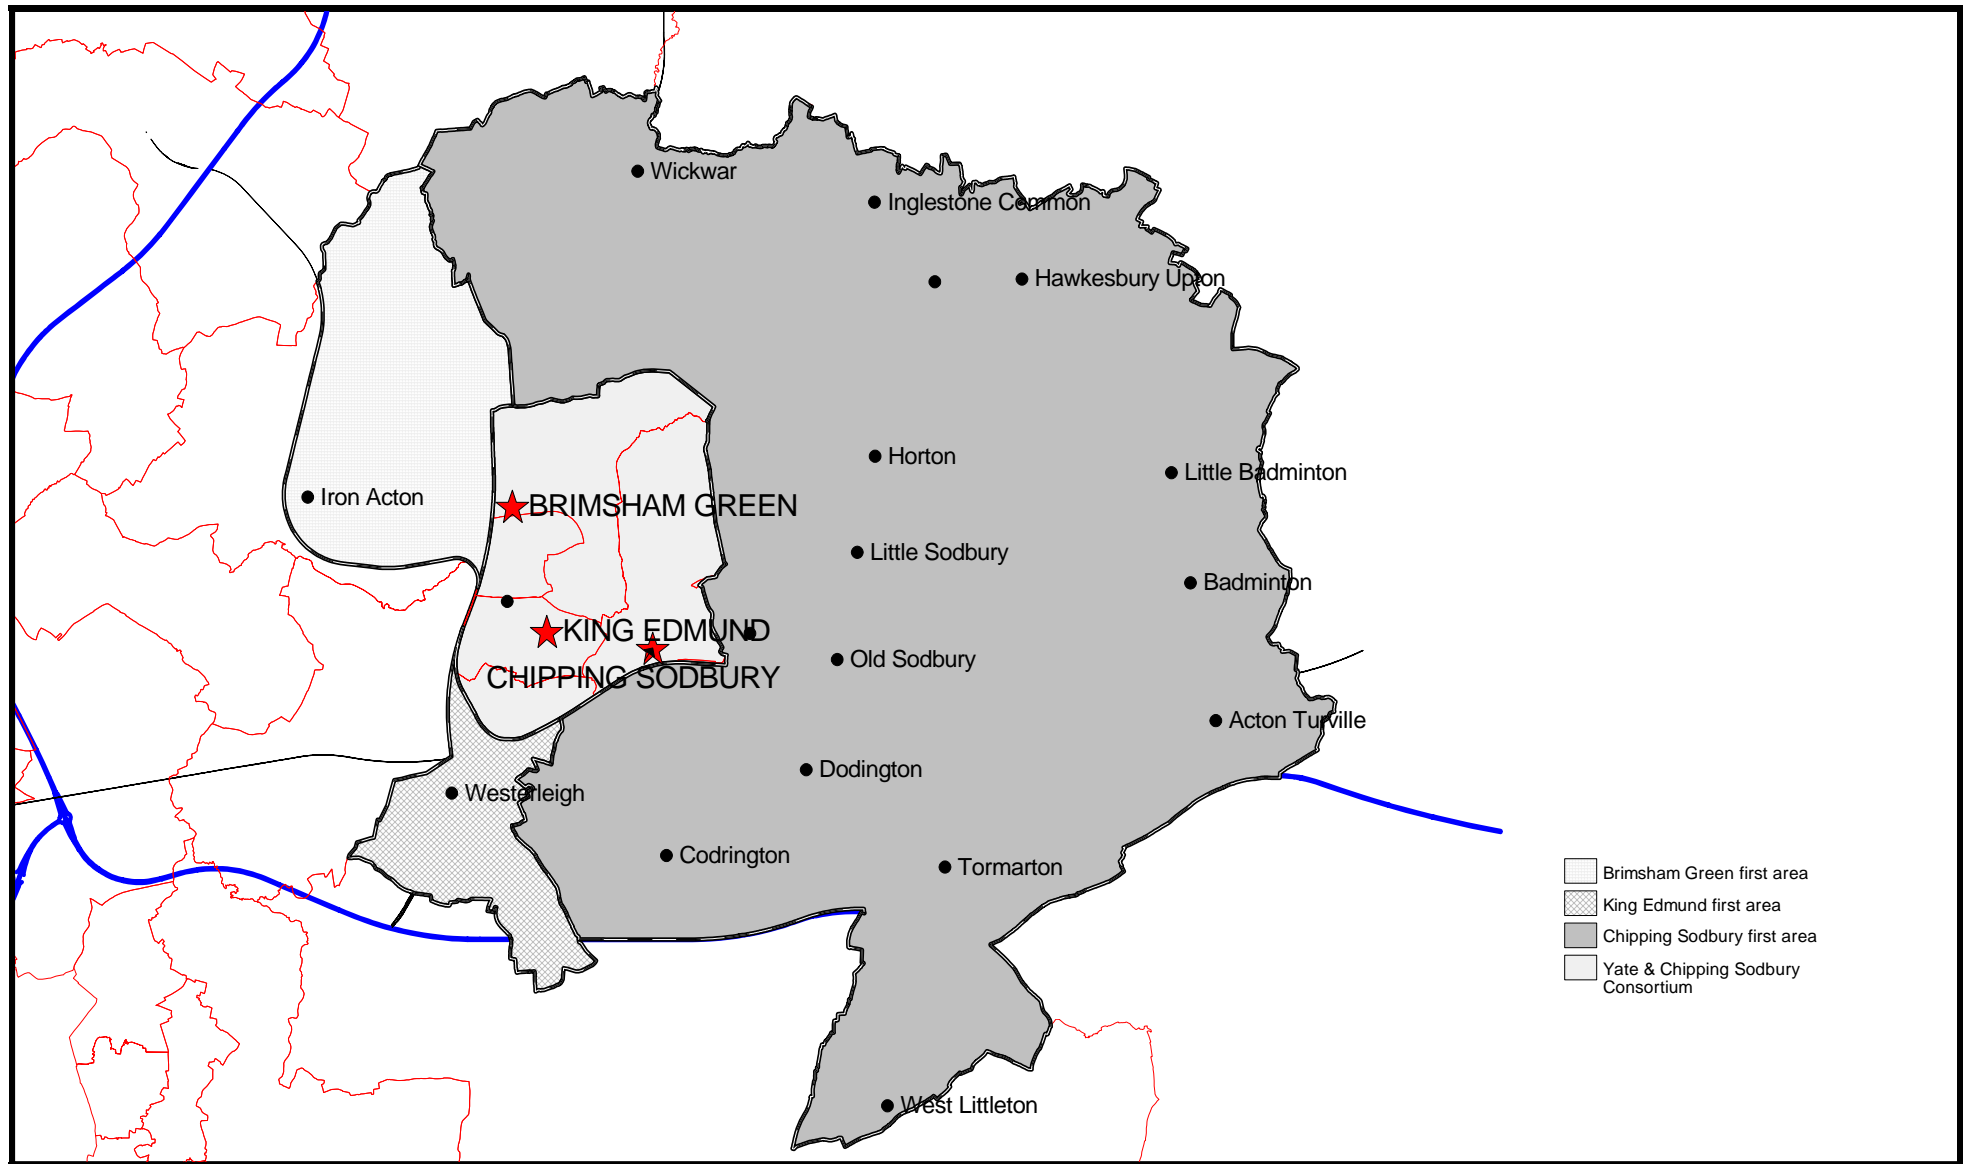 Wickwar
Inglestone Common
Hawkesbury Upton
Horton
Little Badminton
Iron Acton
BRIMSHAM GREEN
Little Sodbury
Badminton
KING EDMUND
Old Sodbury
CHIPPING SODBURY
Acton Turville
Dodington
Westerleigh
Codrington
Tormarton
West Littleton
Brimsham Green first area
King Edmund first area
Chipping Sodbury first area
Yate & Chipping Sodbury
Consortium